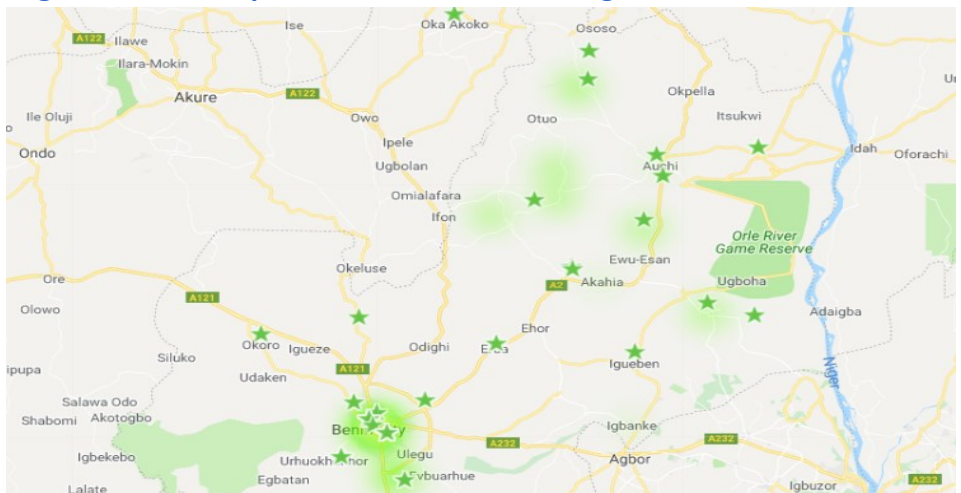 Ise
Oka Akoko
Ososo
A122
Ilawe
Ilara-Mokin
Akure
A122
Okpella
Itsukwi
Ile Oluji
Owo
Otuo
Ondo
Ipele
Ugbolan
Auchi
Idah
Oforachi
Omialafara
Ifon
Orle River
Game Reserve
Ewu-Esan
Okeluse
Akahia
Ugboha
Ore
A121
A2
Olowo
Adaigba
Ehor
Okoro
Igueze
Odighi
Siluko
Igueben
Niger
Udaken
A121
Salawa Odo
Shabomi
Akotogbo
Igbanke
A232
A232
Ulegu
Igbekebo
Agbor
Egbatan
Lalate
Igbuzor
A232